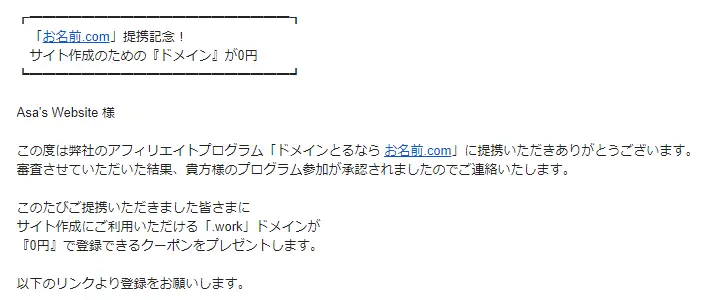 「お名前.com」提携記念！
サイト作成のための『ドメイン』が0円
Asa's Website 様
この度は弊社のアフィリエイトプログラム「ドメインとるなら お名前.com」に提携いただきありがとうございます。
審査させていただいた結果、貴方様のプログラム参加が承認されましたのでご連絡いたします。
このたびご提携いただきました皆さまに
サイト作成にご利用いただける「.work」ドメインが
『0円』で登録できるクーポンをプレゼントします。
以下のリンクより登録をお願いします。